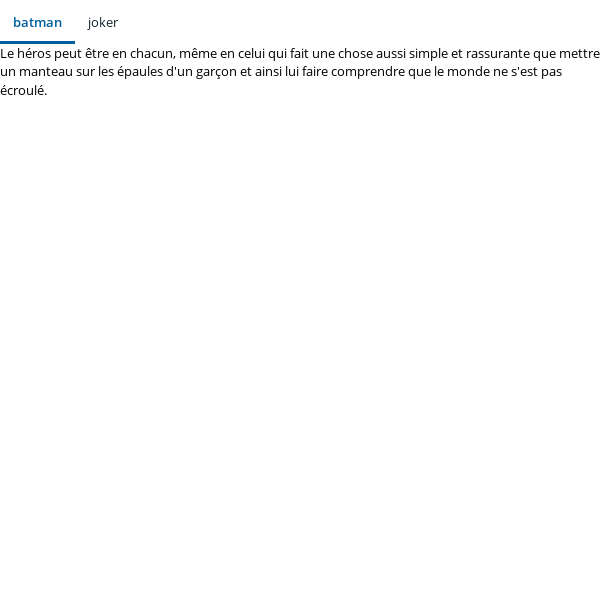 batman joker
Le héros peut être en chacun, même en celui qui fait une chose aussi simple et rassurante que mettre
un manteau sur les épaules d'un garçon et ainsi lui faire comprendre que le monde ne s'est pas
écroulé.